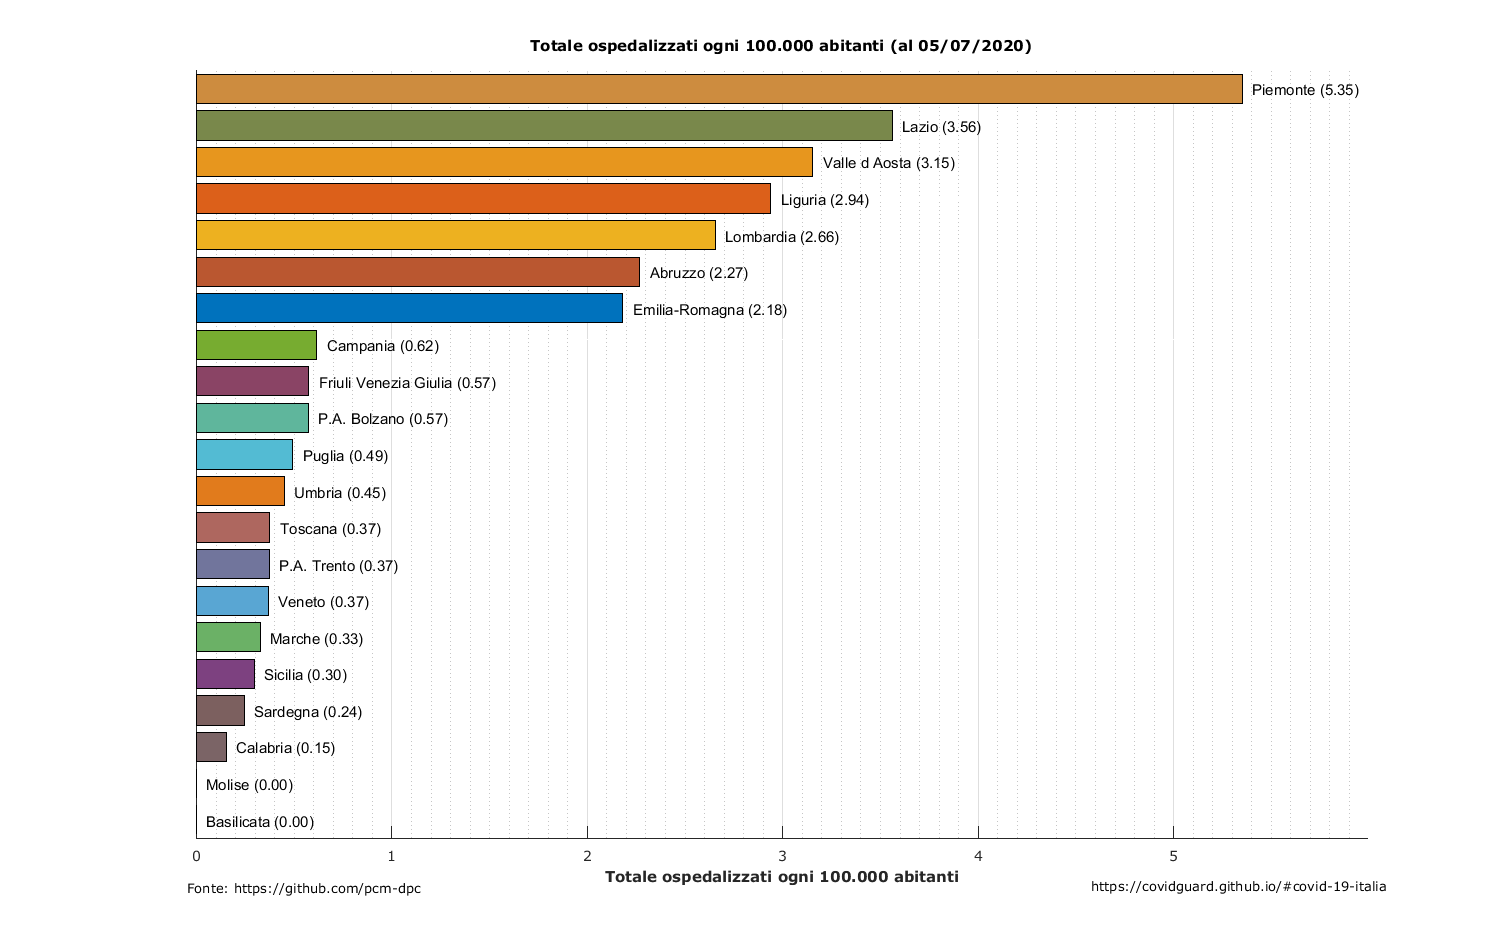 Totale ospedalizzati ogni 100.000 abitanti (al 05/07/2020)
Piemonte (5.35)
Lazio (3.56)
Valle d Aosta (3.15)
Liguria (2.94)
Lombardia (2.66)
Abruzzo (2.27)
Emilia-Romagna (2.18)
Campania (0.62)
Friuli Venezia Giulia (0.57)
P.A. Bolzano (0.57)
Puglia (0.49)
Umbria (0.45)
Toscana (0.37)
P.A. Trento (0.37)
Veneto (0.37)
Marche (0.33)
Sicilia (0.30)
Sardegna (0.24)
Calabria (0.15)
Molise (0.00)
Basilicata (0.00)
0 1 2 3 4 5
Totale ospedalizzati ogni 100.000 abitanti
Fonte: https://github.com/pcm-dpc
https://covidguard.github.io/#covid-19-italia